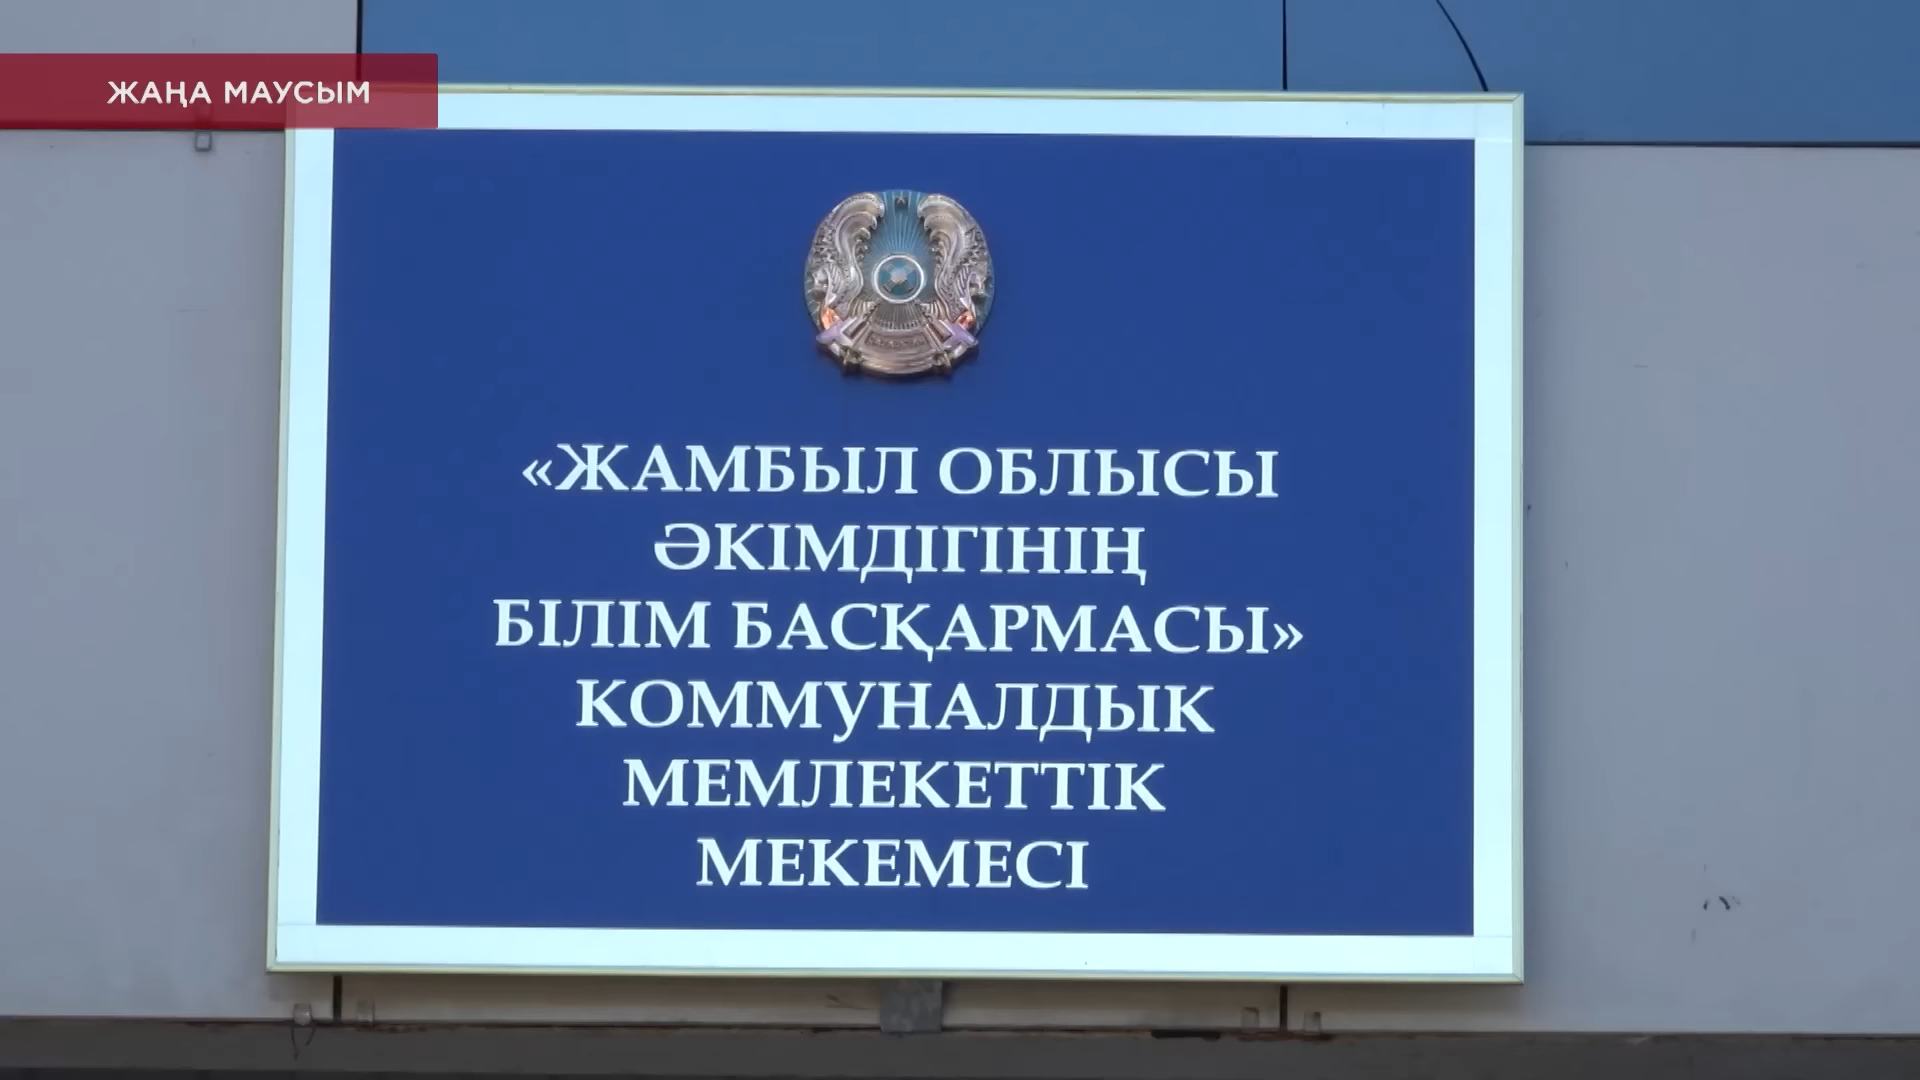 ЖАҢА МАУСЫМ
«ЖАМБЫЛ ОБЛЫСЫ
ӘКІМДІГІНІҢ
БІЛІМ БАСҚАРМАСЫ»
КОММУНАЛДЫК
МЕМЛЕКЕТТІК
МЕКЕМЕСІ